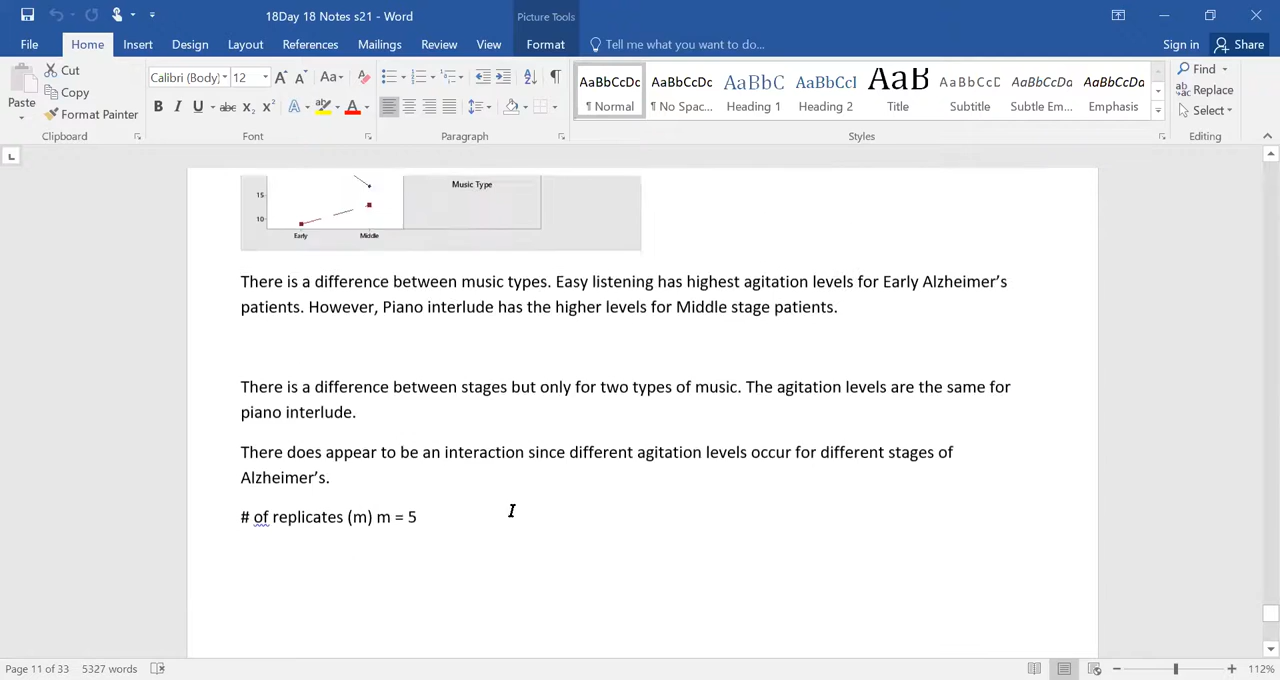 18Day 18 Notes s21 - Word
Picture Tools
File Home Insert Design Layout References Mailings Review View Format Tell me what you want to do... Sign in Share
Paste
Cut
Copy
Format Painter
Clipboard
Calibri (Body) 12
Font
Paragraph
AaBbCcDc AaBbCcDc AaBbC AaBbCcI AaB AaBbCcD AaBbCcDc AaBbCcDc
¶ Normal ¶ No Spac... Heading 1 Heading 2 Title Subtitle Subtle Em... Emphasis
Styles
Find
Replace
Select
Editing
Music Type
15
10
Early Middle
There is a difference between music types. Easy listening has highest agitation levels for Early Alzheimer’s
patients. However, Piano interlude has the higher levels for Middle stage patients.
There is a difference between stages but only for two types of music. The agitation levels are the same for
piano interlude.
There does appear to be an interaction since different agitation levels occur for different stages of
Alzheimer’s.
# of replicates (m) m = 5
Page 11 of 33 5327 words
112%